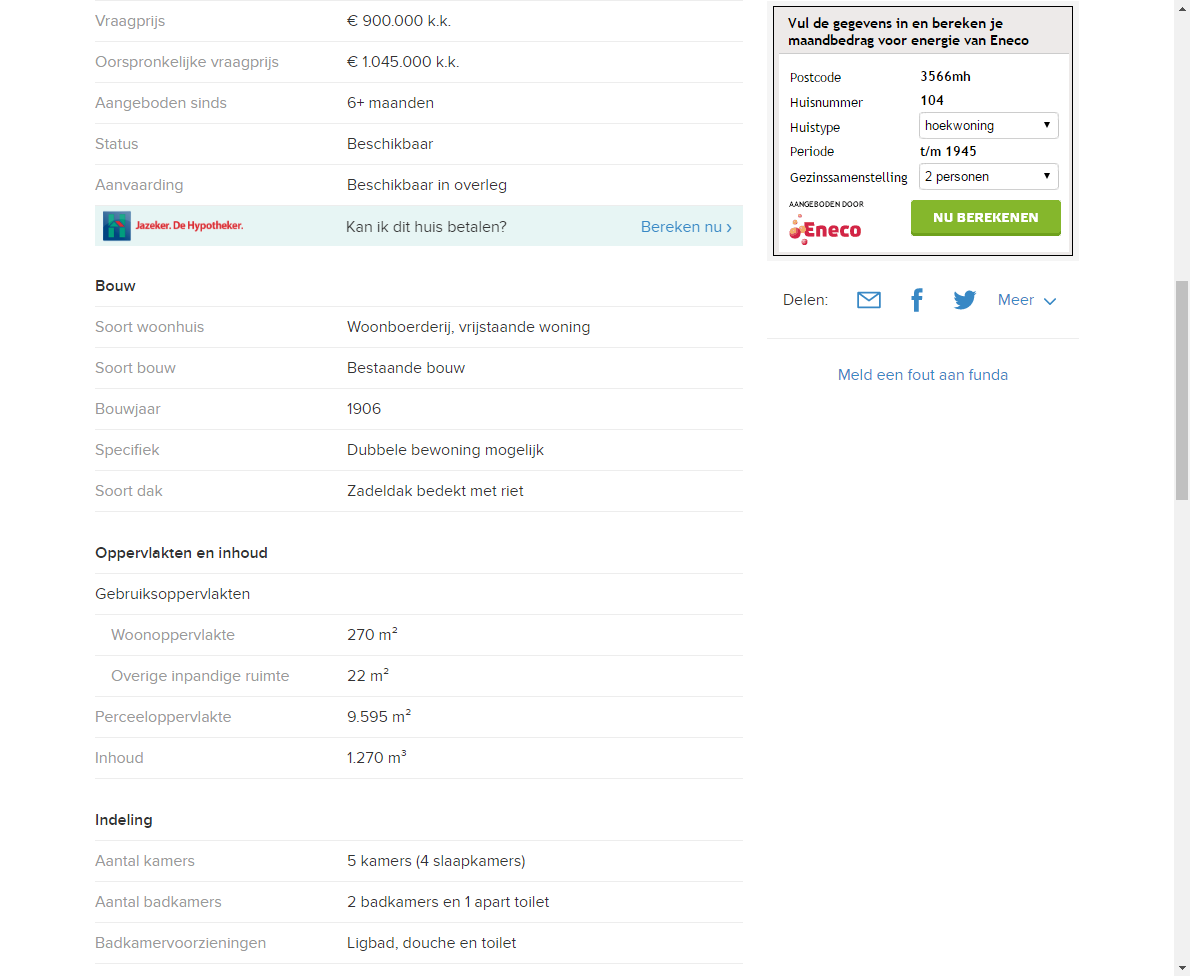 Vraagprijs € 900.000 k.k.
Oorspronkelijke vraagprijs € 1.045.000 k.k.
Aangeboden sinds 6+ maanden
Status Beschikbaar
Aanvaarding Beschikbaar in overleg
Jazeker. De Hypotheker. Kan ik dit huis betalen? Bereken nu ›
Bouw
Soort woonhuis Woonboerderij, vrijstaande woning
Soort bouw Bestaande bouw
Bouwjaar 1906
Specifiek Dubbele bewoning mogelijk
Soort dak Zadeldak bedekt met riet
Oppervlakten en inhoud
Gebruiksoppervlakten
Woonoppervlakte 270 m²
Overige inpandige ruimte 22 m²
Perceeloppervlakte 9.595 m²
Inhoud 1.270 m³
Indeling
Aantal kamers 5 kamers (4 slaapkamers)
Aantal badkamers 2 badkamers en 1 apart toilet
Badkamervoorzieningen Ligbad, douche en toilet
Vul de gegevens in en bereken je
maandbedrag voor energie van Eneco
Postcode 3566mh
Huisnummer 104
Huistype hoekwoning
Periode t/m 1945
Gezinssamenstelling 2 personen
AANGEBODEN DOOR
Eneco
NU BEREKENEN
Delen: Meer
Meld een fout aan funda